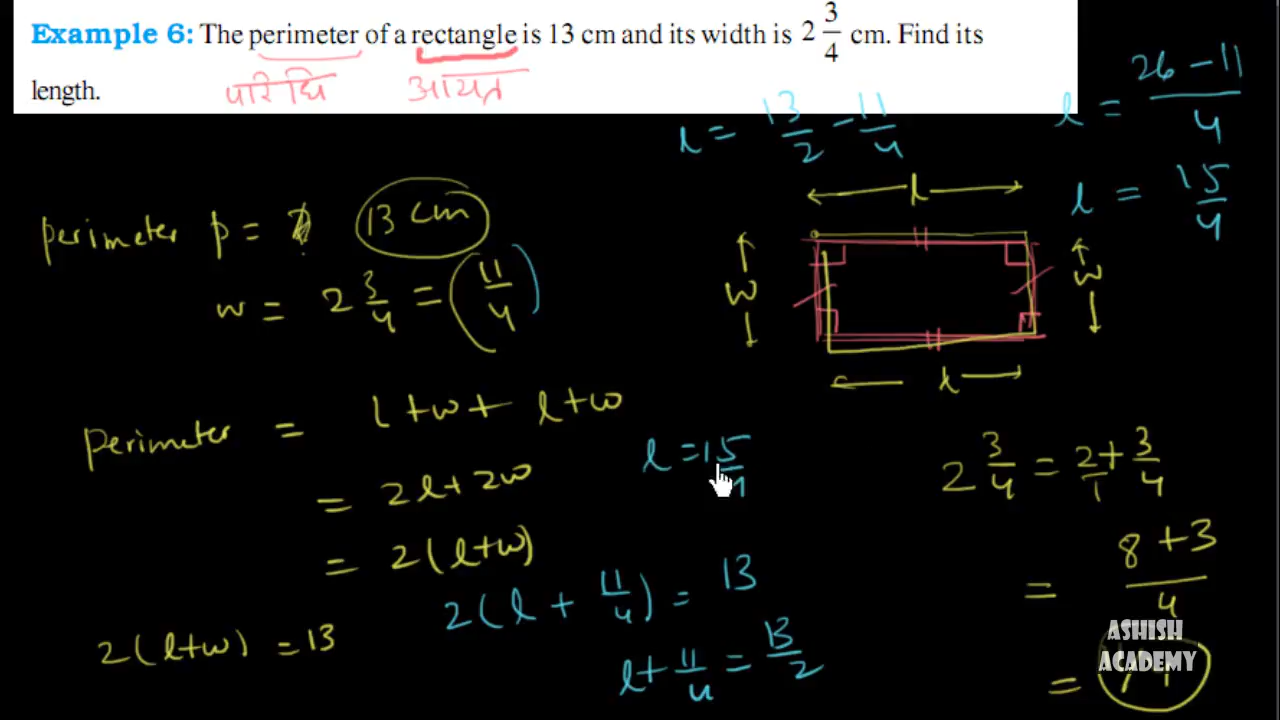 Example 6: The perimeter of a rectangle is 13 cm and its width is 2 3/4 cm. Find its
length.
परिधि आयत
l = 13/2 - 11/4
l = 26 - 11/4
l = 15/4
perimeter p = 13 cm
w = 2 3/4 = (11/4)
l
w w
l
perimeter = l + w + l + w
= 2l + 2w
= 2(l+w)
2(l+w) = 13
l = 15/4
2(l + 11/4) = 13
l + 11/4 = 13/2
2 3/4 = 2/1 + 3/4
= 8+3/4
=
ASHISH
ACADEMY